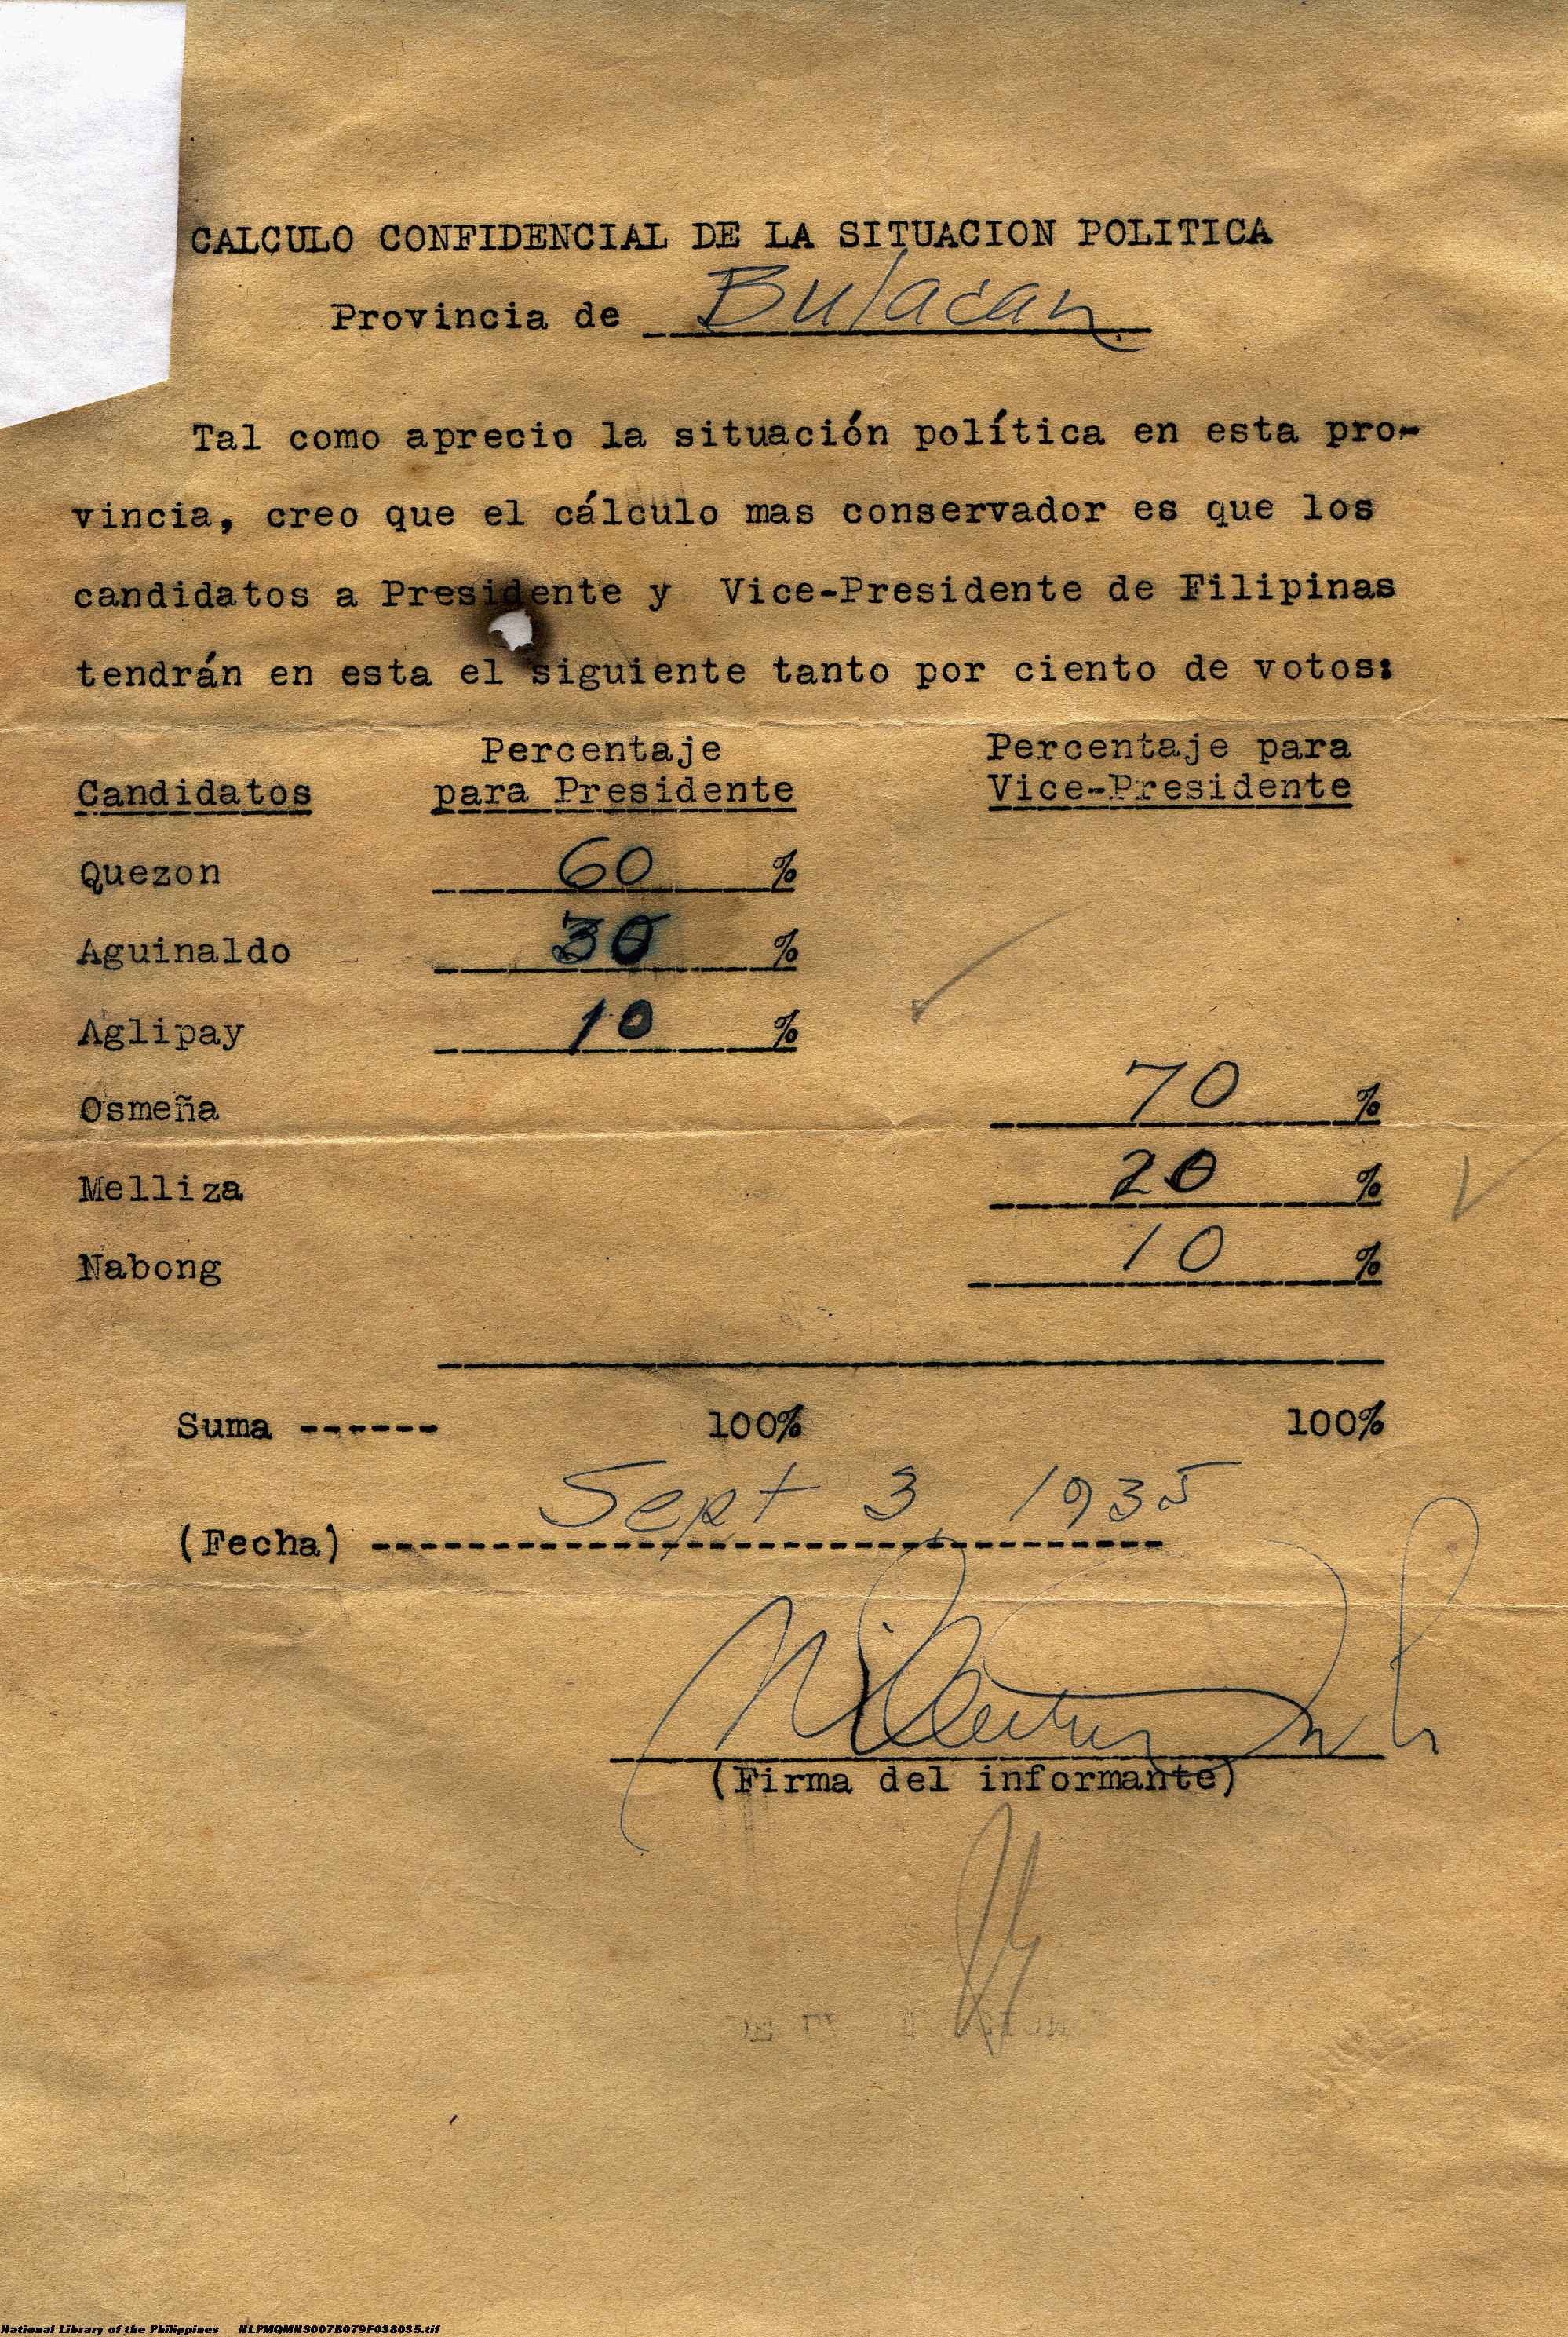 CALCULO CONFIDENCIAL DE LA SITUACION POLITICA
Provincia de Bulacan
Tal como aprecio la situación política en esta pro-
vincia, creo que el cálculo mas conservador es que los
candidatos a Presidente y Vice-Presidente de Filipinas
tendrán en esta el siguiente tanto por ciento de votos:
Percentaje Percentaje para
Candidatos para Presidente Vice-Presidente
Quezon 60 %
Aguinaldo 30 %
Aglipay 10 %
Osmeña 70 %
Melliza 20 %
Nabong 10 %
Suma ------ 100% 100%
Sept 3, 1935
(Fecha) --------------------------
(Firma del informante)
National Library of the Philippines NLPMQMNS007B079F038035.tif